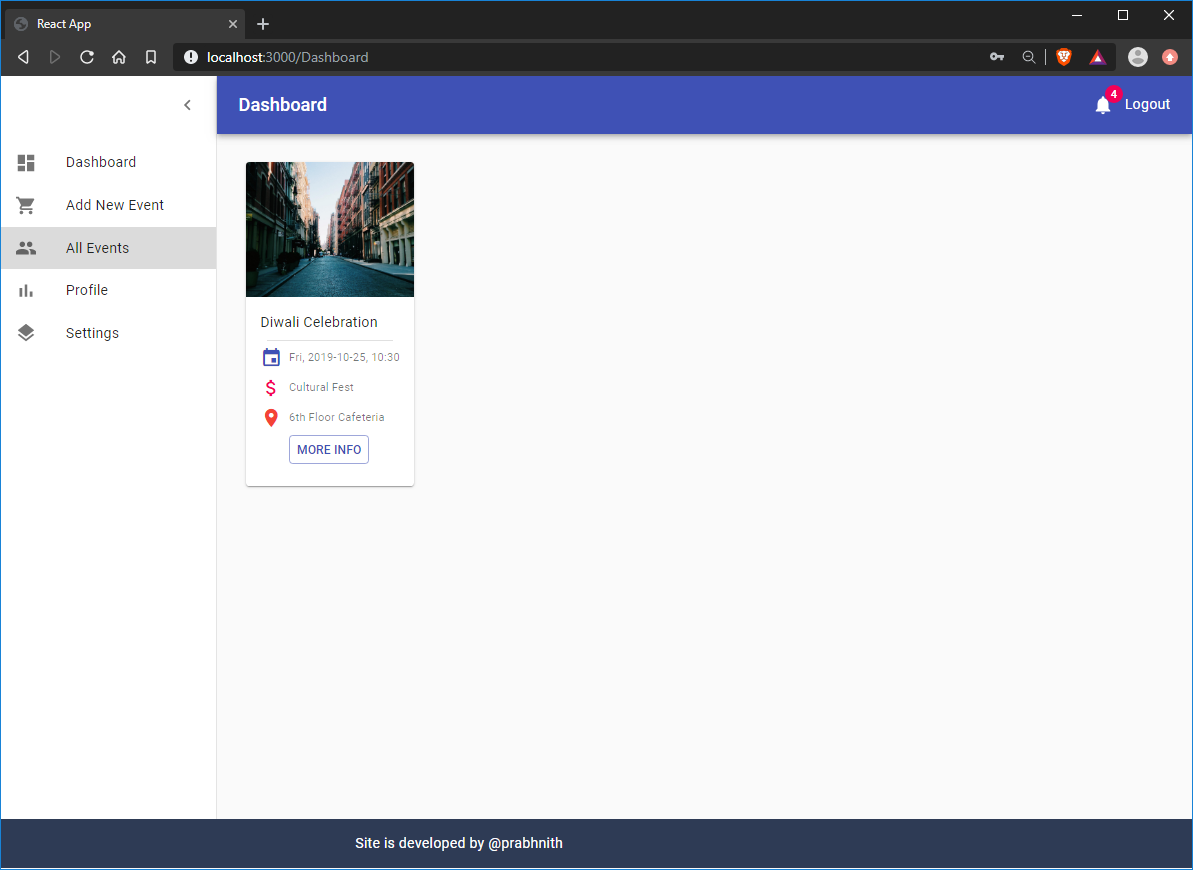 React App
localhost:3000/Dashboard
Dashboard
4
Logout
Dashboard
Add New Event
All Events
Profile
Settings
Diwali Celebration
Fri, 2019-10-25, 10:30
Cultural Fest
6th Floor Cafeteria
MORE INFO
Site is developed by @prabhnith